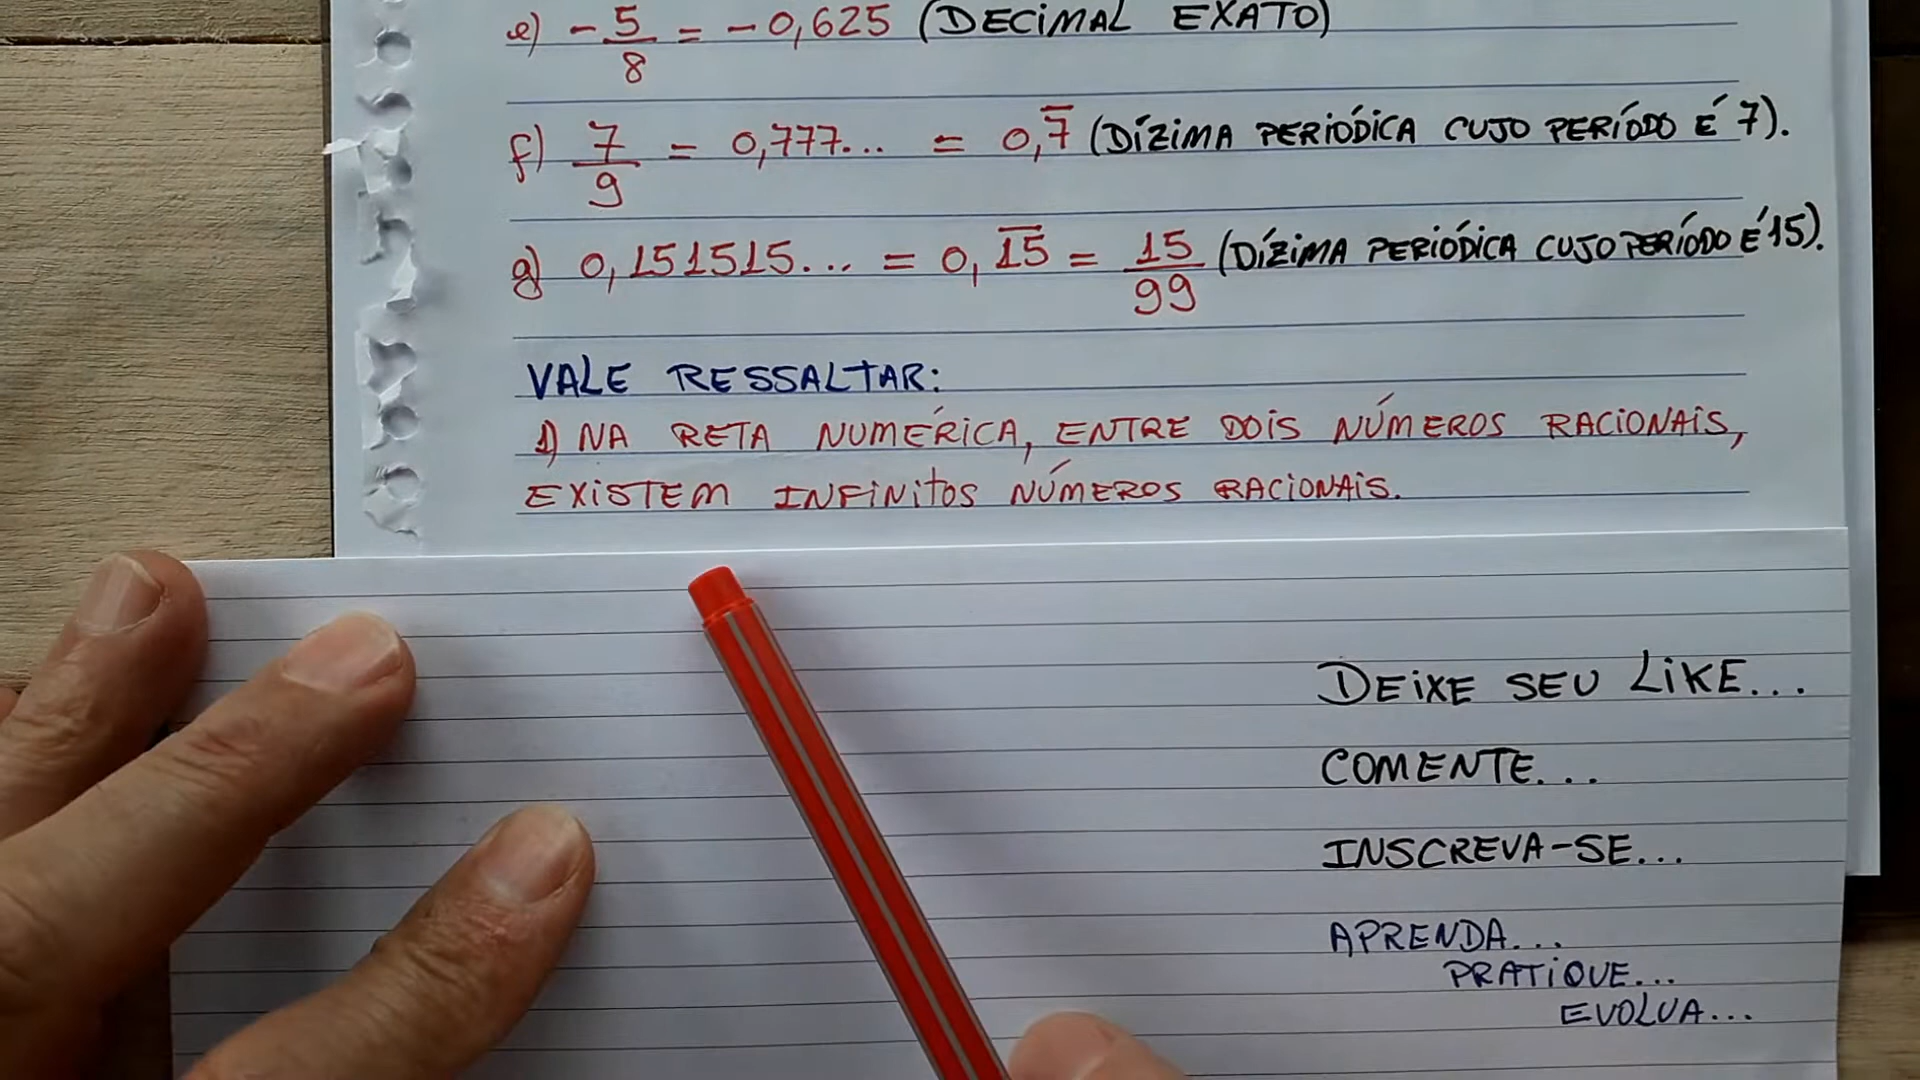 e) -5/8 = -0,625 (DECIMAL EXATO)
f) 7/9 = 0,777... = 0,7̅ (DÍZIMA PERIÓDICA CUJO PERÍODO É 7).
g) 0,151515... = 0,1̅5̅ = 15/99 (DÍZIMA PERIÓDICA CUJO PERÍODO É 15).
VALE RESSALTAR:
1) NA RETA NUMÉRICA, ENTRE DOIS NÚMEROS RACIONAIS,
EXISTEM INFINITOS NÚMEROS RACIONAIS.
DEIXE SEU LIKE...
COMENTE...
INSCREVA-SE...
APRENDA...
PRATIQUE...
EVOLUA...